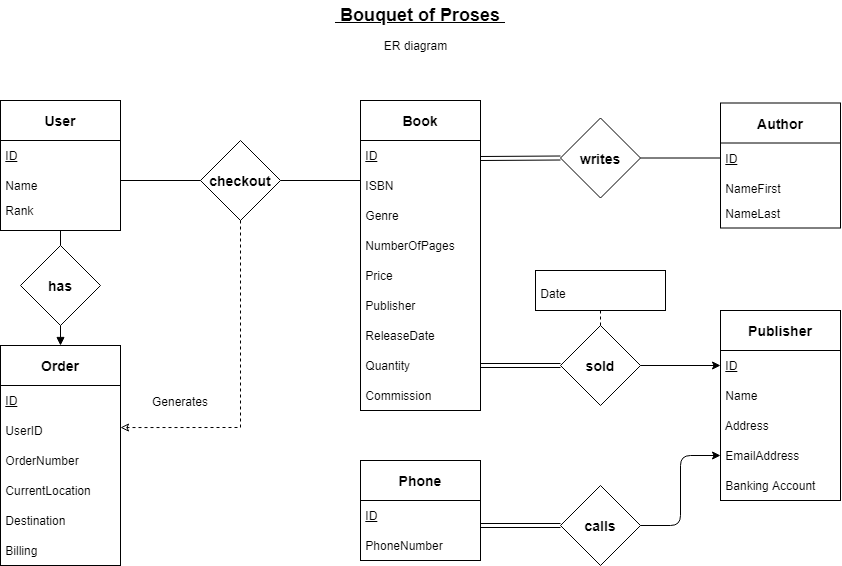 Bouquet of Proses
ER diagram
User
ID
Name
Rank
checkout
Book
ID
ISBN
Genre
NumberOfPages
Price
Publisher
ReleaseDate
Quantity
Commission
writes
Author
ID
NameFirst
NameLast
has
Order
ID
UserID
OrderNumber
CurrentLocation
Destination
Billing
Generates
Date
sold
Publisher
ID
Name
Address
EmailAddress
Banking Account
Phone
ID
PhoneNumber
calls